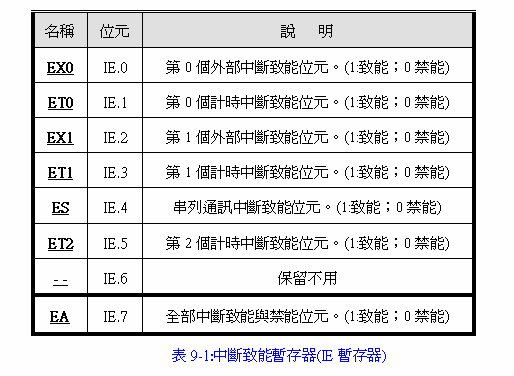 名稱 位元 說 明
EX0 IE.0 第 0 個外部中斷致能位元。(1:致能；0 禁能)
ET0 IE.1 第 0 個計時中斷致能位元。(1:致能；0 禁能)
EX1 IE.2 第 1 個外部中斷致能位元。(1:致能；0 禁能)
ET1 IE.3 第 1 個計時中斷致能位元。(1:致能；0 禁能)
ES IE.4 串列通訊中斷致能位元。(1:致能；0 禁能)
ET2 IE.5 第 2 個計時中斷致能位元。(1:致能；0 禁能)
- - IE.6 保留不用
EA IE.7 全部中斷致能與禁能位元。(1:致能；0 禁能)
表 9-1:中斷致能暫存器(IE 暫存器)